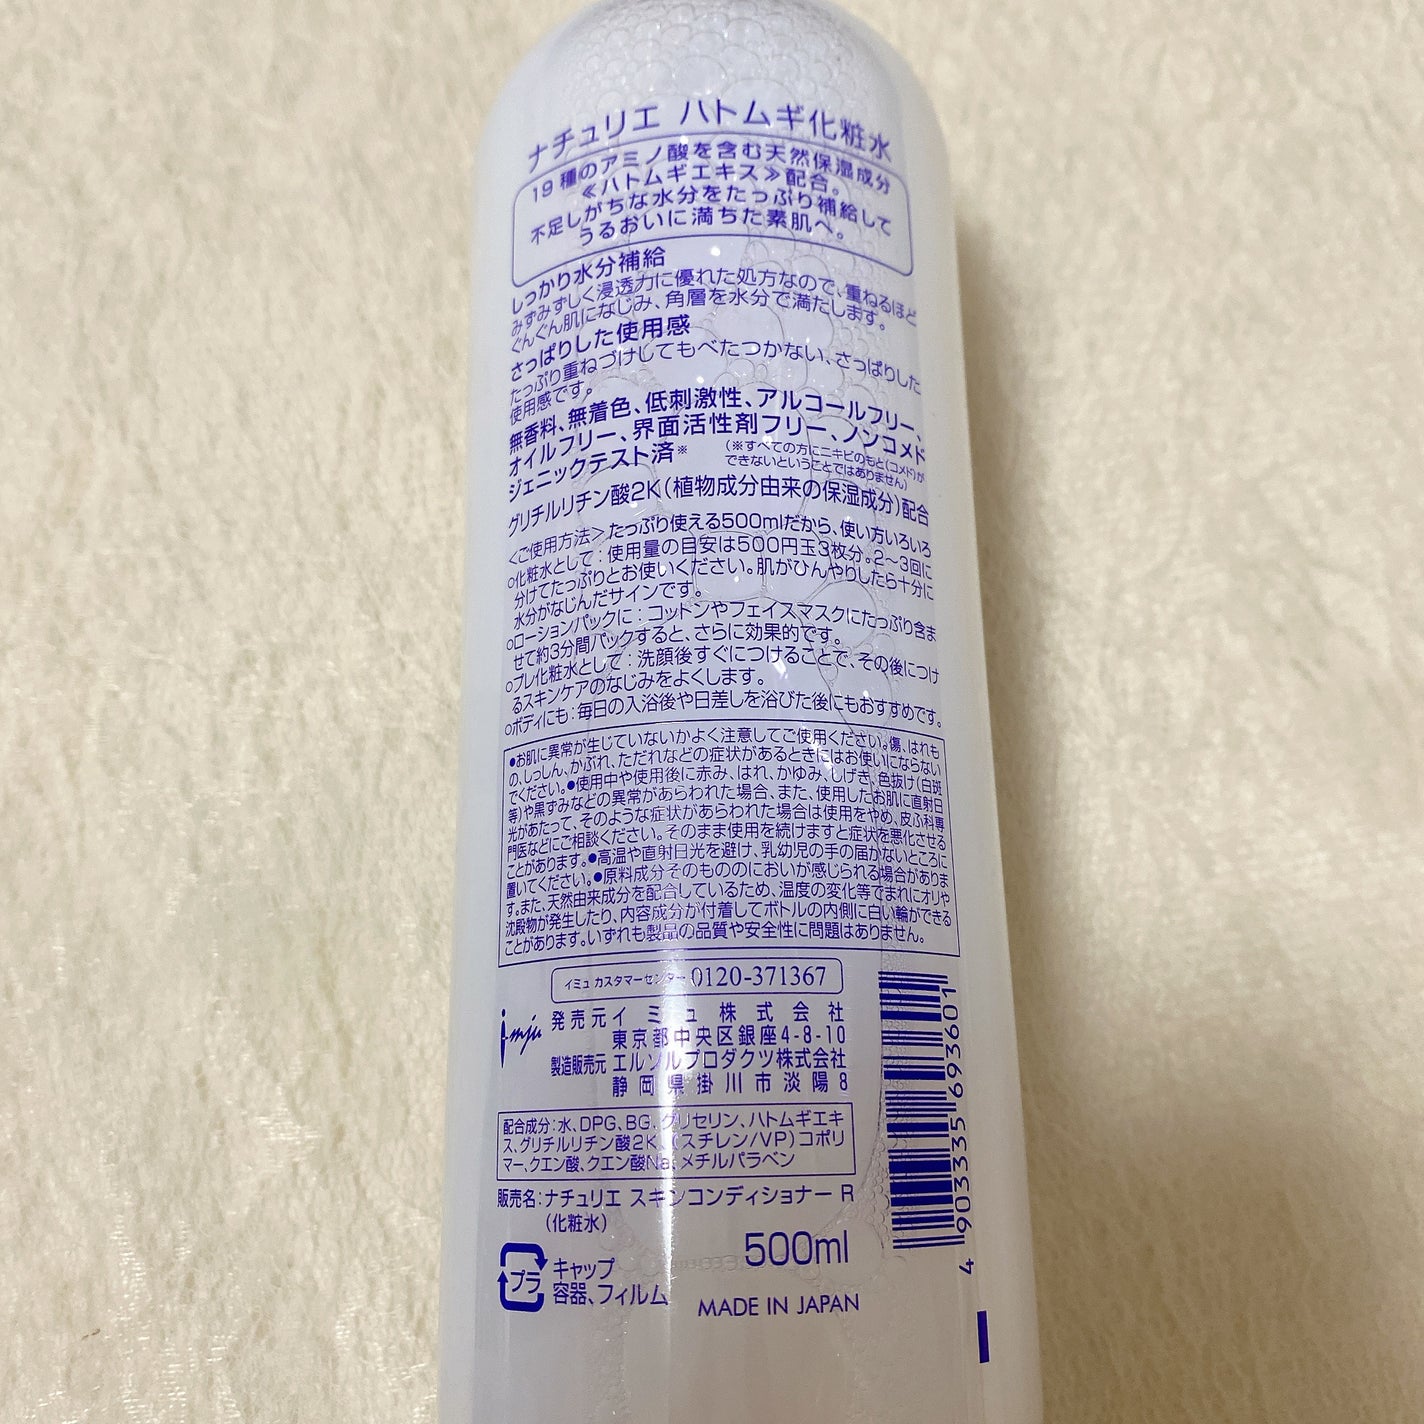 ナチュリエ ハトムギ化粧水
19種のアミノ酸を含む天然保湿成分
≪ハトムギエキス≫配合。
不足しがちな水分をたっぷり補給して
うるおいに満ちた素肌へ。
しっかり水分補給
みずみずしく浸透力に優れた処方なので、重ねるほど
ぐんぐん肌になじみ、角層を水分で満たします。
さっぱりした使用感
たっぷり重ねづけしてもべたつかない、さっぱりした
使用感です。
無香料、無着色、低刺激性、アルコールフリー、
オイルフリー、界面活性剤フリー、ノンコメド
ジェニックテスト済※
(※すべての方にニキビのもと(コメド)が
できないということではありません)
グリチルリチン酸2K(植物成分由来の保湿成分)配合
<ご使用方法>たっぷり使える500mlだから、使い方いろいろ
○化粧水として:使用量の目安は500円玉3枚分。2〜3回に
分けてたっぷりとお使いください。肌がひんやりしたら十分に
水分がなじんだサインです。
○ローションパックに:コットンやフェイスマスクにたっぷり含ま
せて約3分間パックすると、さらに効果的です。
○プレ化粧水として:洗顔後すぐにつけることで、その後につけ
るスキンケアのなじみをよくします。
○ボディにも:毎日の入浴後や日差しを浴びた後にもおすすめです。
●お肌に異常が生じていないかよく注意してご使用ください。傷、はれも
の、しっしん、かぶれ、ただれなどの症状があるときにはお使いにならない
でください。●使用中や使用後に赤み、はれ、かゆみ、しげき、色抜け(白斑
等)や黒ずみなどの異常があらわれた場合、また、使用したお肌に直射日
光があたって、そのような症状があらわれた場合は使用をやめ、皮ふ科専
門医などにご相談ください。そのまま使用を続けますと症状を悪化させる
ことがあります。●高温や直射日光を避け、乳幼児の手の届かないところに
置いてください。●原料成分そのもののにおいが感じられる場合がありま
す。また、天然由来成分を配合しているため、温度の変化等でまれにオリや
沈殿物が発生したり、内容成分が付着してボトルの内側に白い輪ができる
ことがあります。いずれも製品の品質や安全性に問題はありません。
イミュ カスタマーセンター 0120-371367
i-mju
発売元 イミュ株式会社
東京都中央区銀座4-8-10
製造販売元 エルソルプロダクツ株式会社
静岡県掛川市淡陽8
配合成分:水、DPG、BG、グリセリン、ハトムギエキ
ス、グリチルリチン酸2K、(スチレン/VP)コポリ
マー、クエン酸、クエン酸Na、メチルパラベン
販売名:ナチュリエ スキンコンディショナー R
(化粧水)
500ml
プラ
キャップ
容器、フィルム
MADE IN JAPAN
4 903335 693601